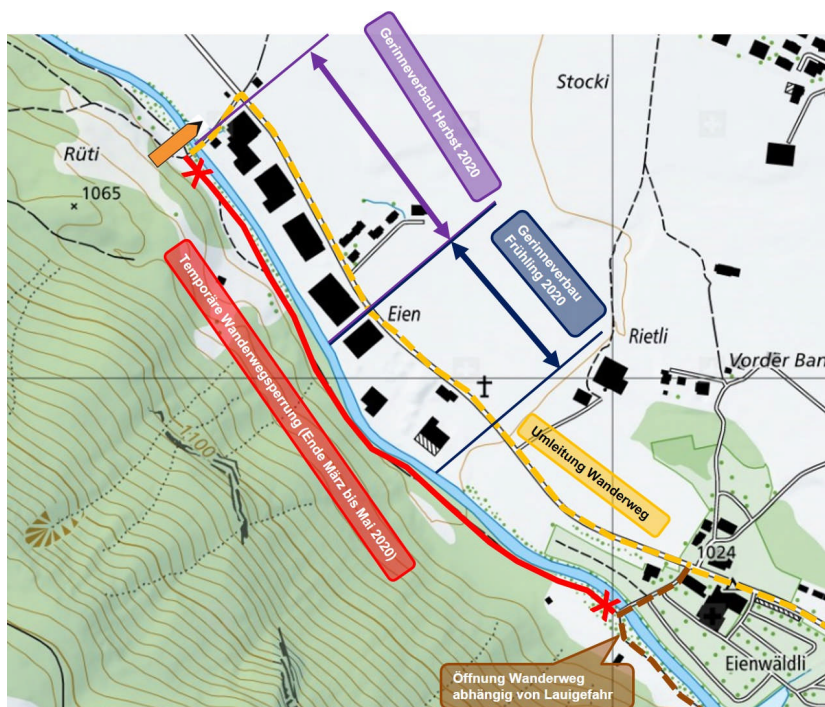 Gerinneverbau Herbst 2020
Stocki
Rüti
1065
Gerinneverbau
Frühling 2020
Temporäre Wanderwegsperrung (Ende März bis Mai 2020)
Eien
Rietli
Vorder Ban
1100
Umleitung Wanderweg
1024
Eienwäldli
Öffnung Wanderweg
abhängig von Lauigefahr